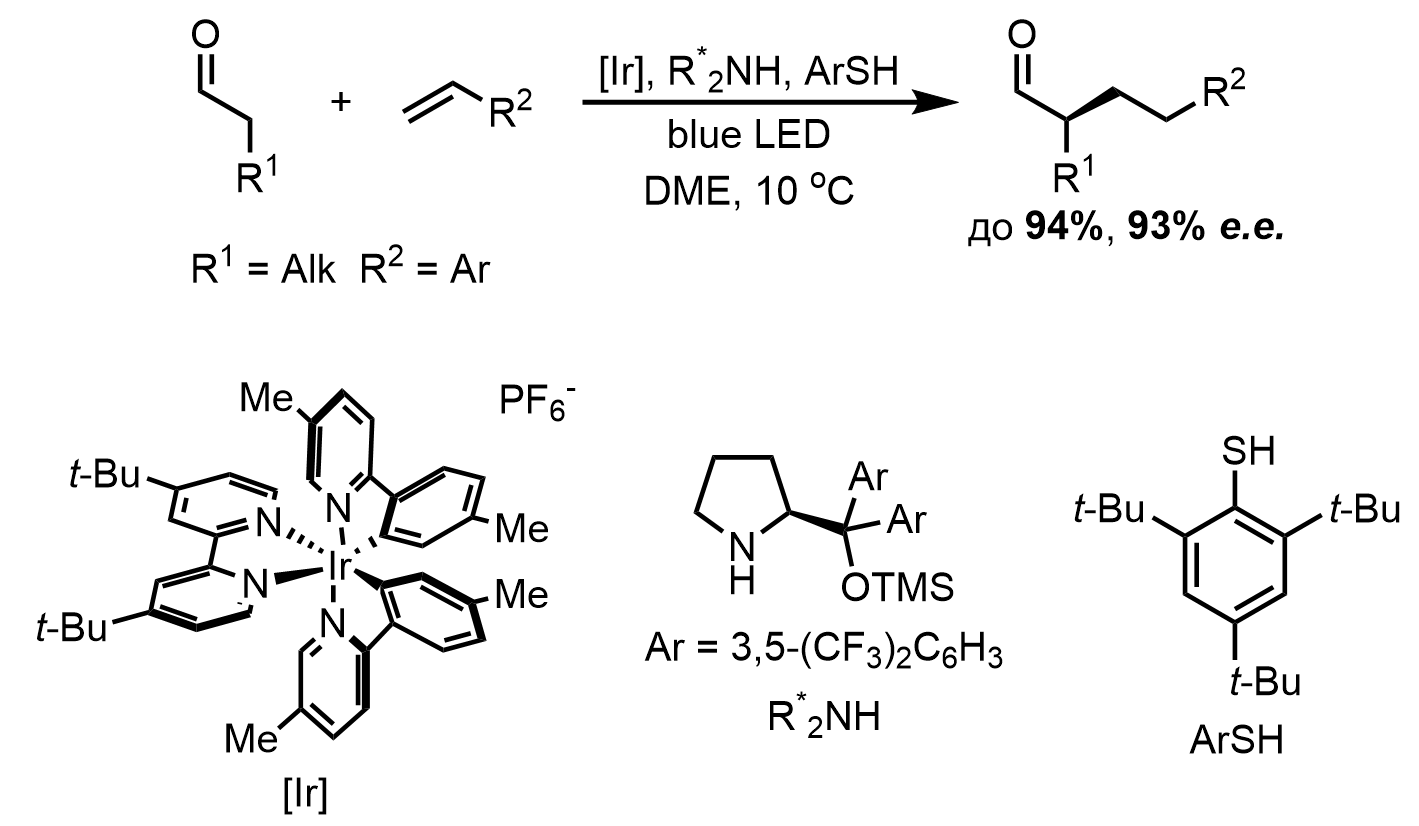 O
R¹
+
R²
[Ir], R*₂NH, ArSH
blue LED
DME, 10 ºC
O
R²
R¹
до 94%, 93% e.e.
R¹ = Alk R² = Ar
PF₆⁻
Me
t-Bu
N
N
Me
Ir
N
Me
t-Bu
N
Me
[Ir]
Ar
Ar
N
H
OTMS
Ar = 3,5-(CF₃)₂C₆H₃
R*₂NH
SH
t-Bu
t-Bu
t-Bu
ArSH